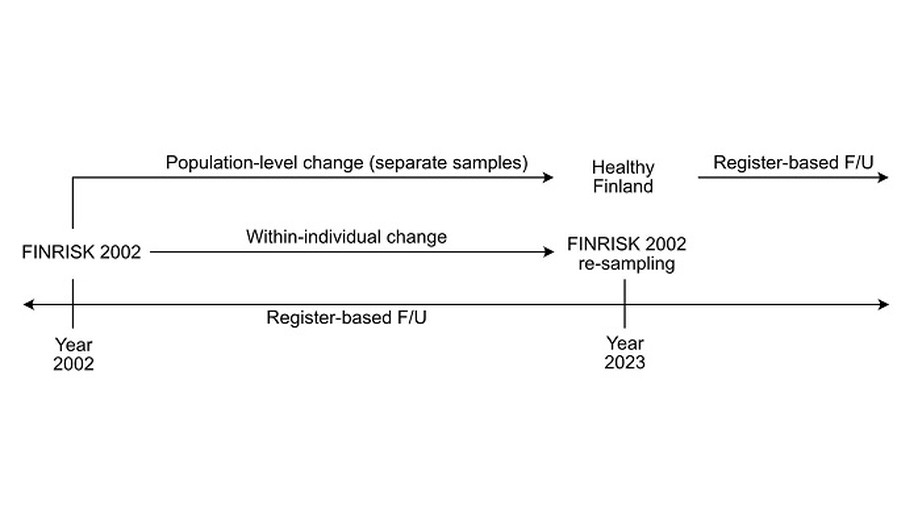 Population-level change (separate samples)
Healthy
Finland
Register-based F/U
FINRISK 2002
Within-individual change
FINRISK 2002
re-sampling
Register-based F/U
Year
2002
Year
2023